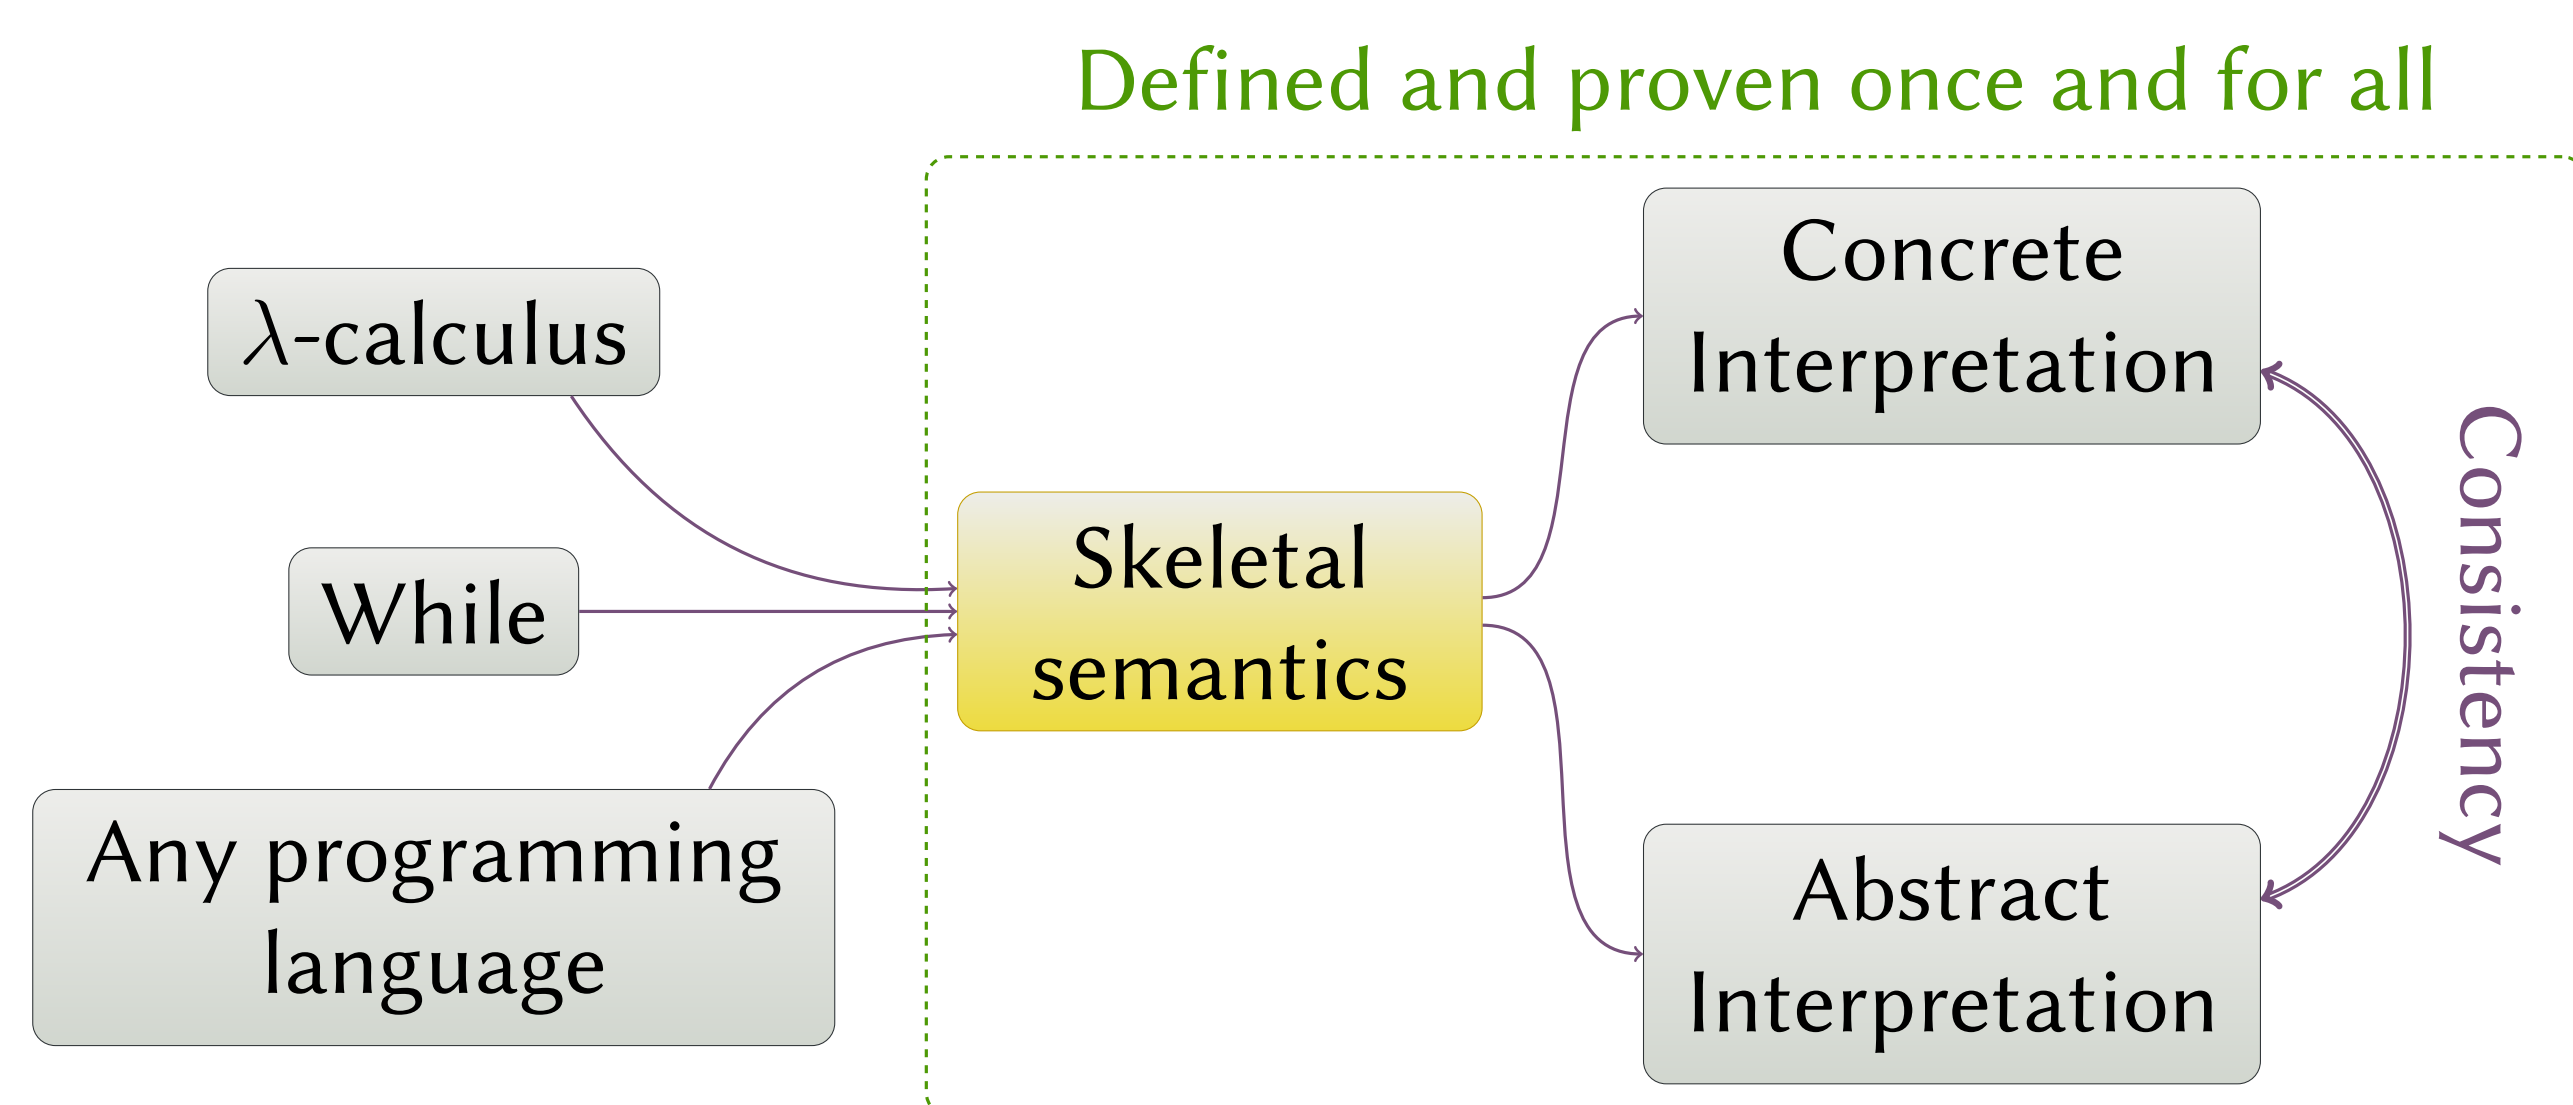 Defined and proven once and for all
λ-calculus
While
Any programming
language
Skeletal
semantics
Concrete
Interpretation
Abstract
Interpretation
Consistency